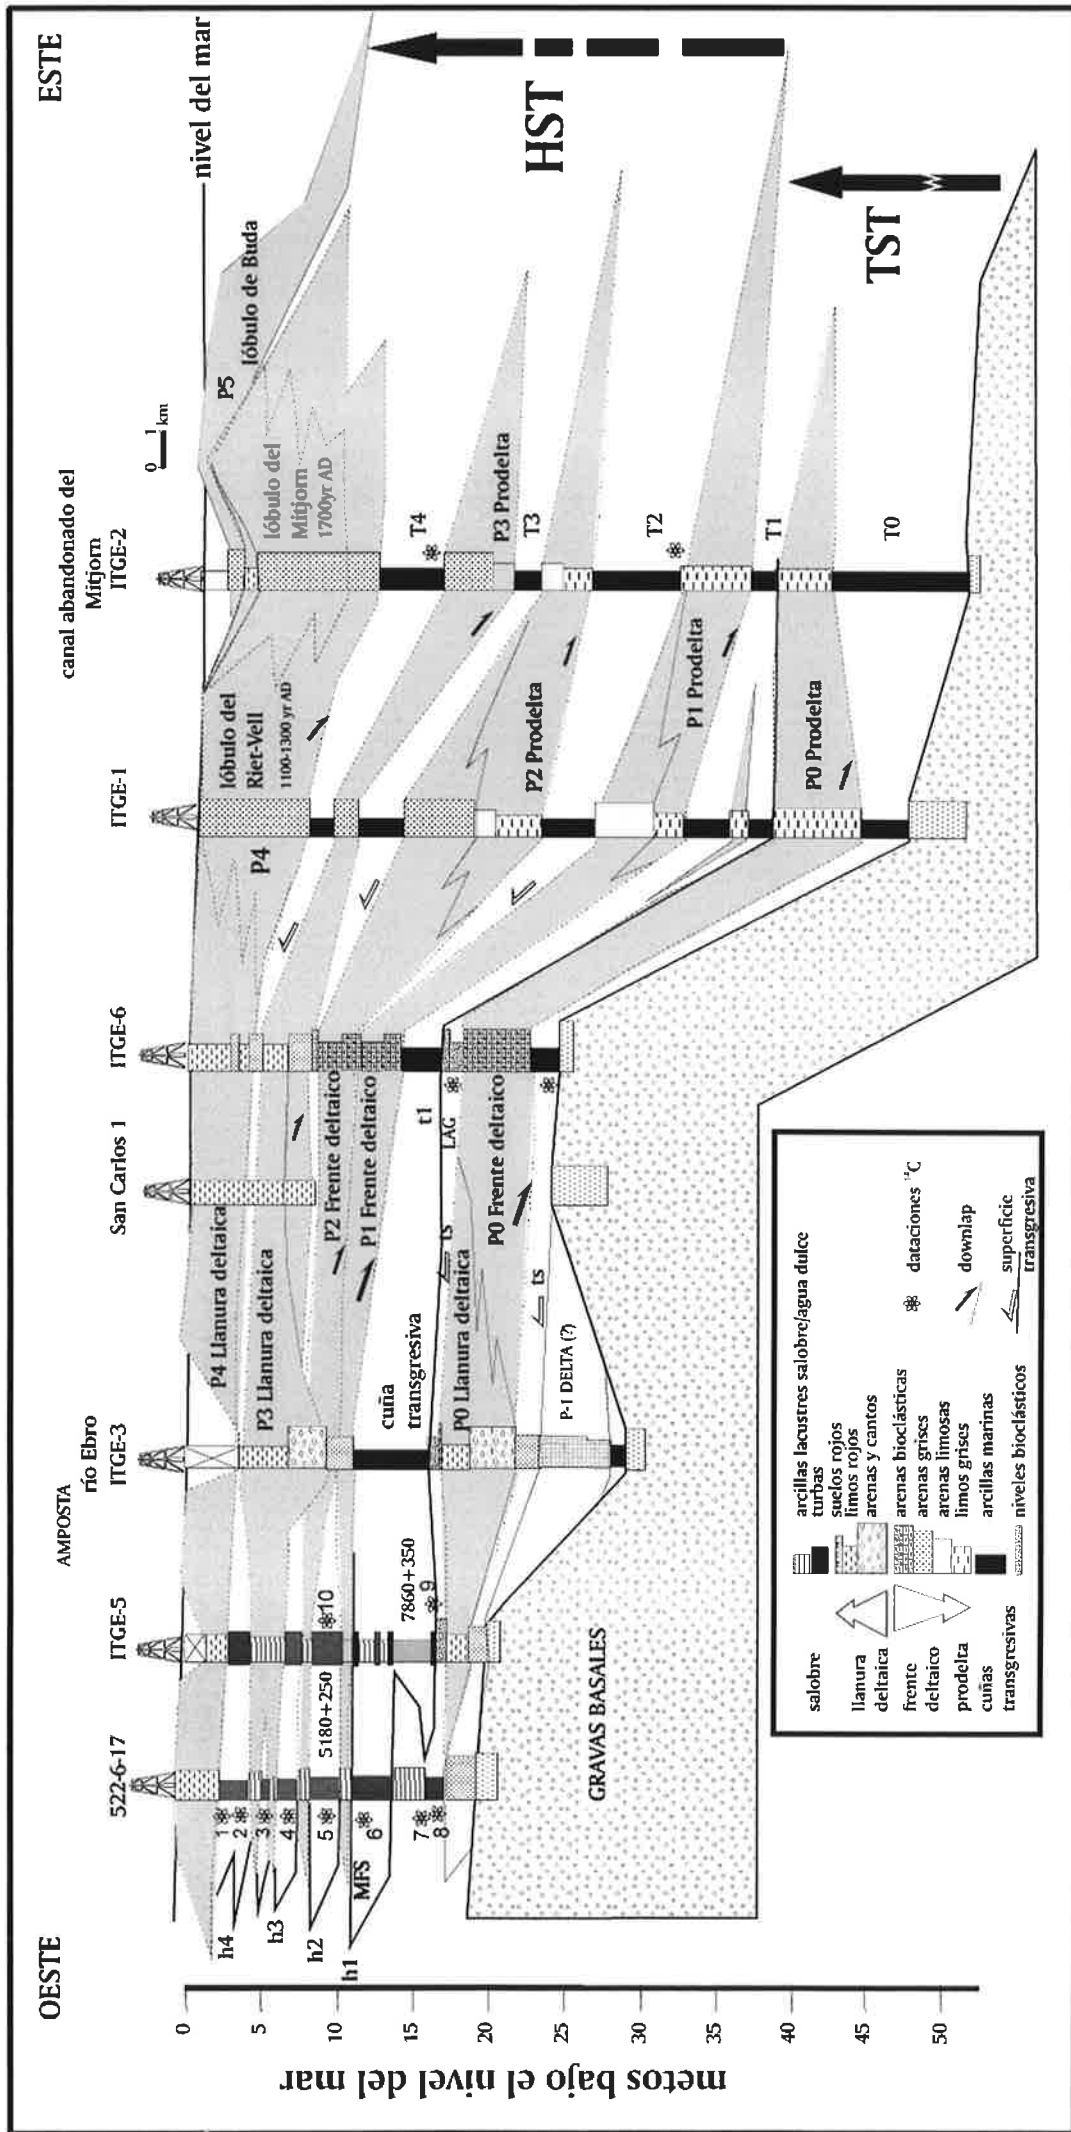 OESTE
ESTE
522-6-17
ITGE-5
AMPOSTA
río Ebro
ITGE-3
San Carlos 1
ITGE-6
ITGE-1
canal abandonado del
Mitjorn
ITGE-2
0 1
km
nivel del mar
metos bajo el nivel del mar
0
5
10
15
20
25
30
35
40
45
50
h4
h3
h2
h1
MFS
1
2
3
4
5
6
7
8
5180+250
10
7860+350
9
GRAVAS BASALES
P4 Llanura deltaica
P3 Llanura deltaica
cuña
transgresiva
P0 Llanura deltaica
P-1 DELTA (?)
ts
ts
P2 Frente deltaico
P1 Frente deltaico
t1
LAG
P0 Frente deltaico
P4
lóbulo del
Riet-Vell
1100-1300 yr AD
P2 Prodelta
P1 Prodelta
P0 Prodelta
lóbulo del
Mitjorn
1700yr AD
P5
lóbulo de Buda
T4
P3 Prodelta
T3
T2
T1
T0
HST
TST
salobre
llanura
deltaica
frente
deltaico
prodelta
cuñas
transgresivas
arcillas lacustres salobre/agua dulce
turbas
suelos rojos
limos rojos
arenas y cantos
arenas bioclásticas
arenas grises
arenas limosas
limos grises
arcillas marinas
niveles bioclásticos
dataciones ¹⁴C
downlap
superficie
transgresiva